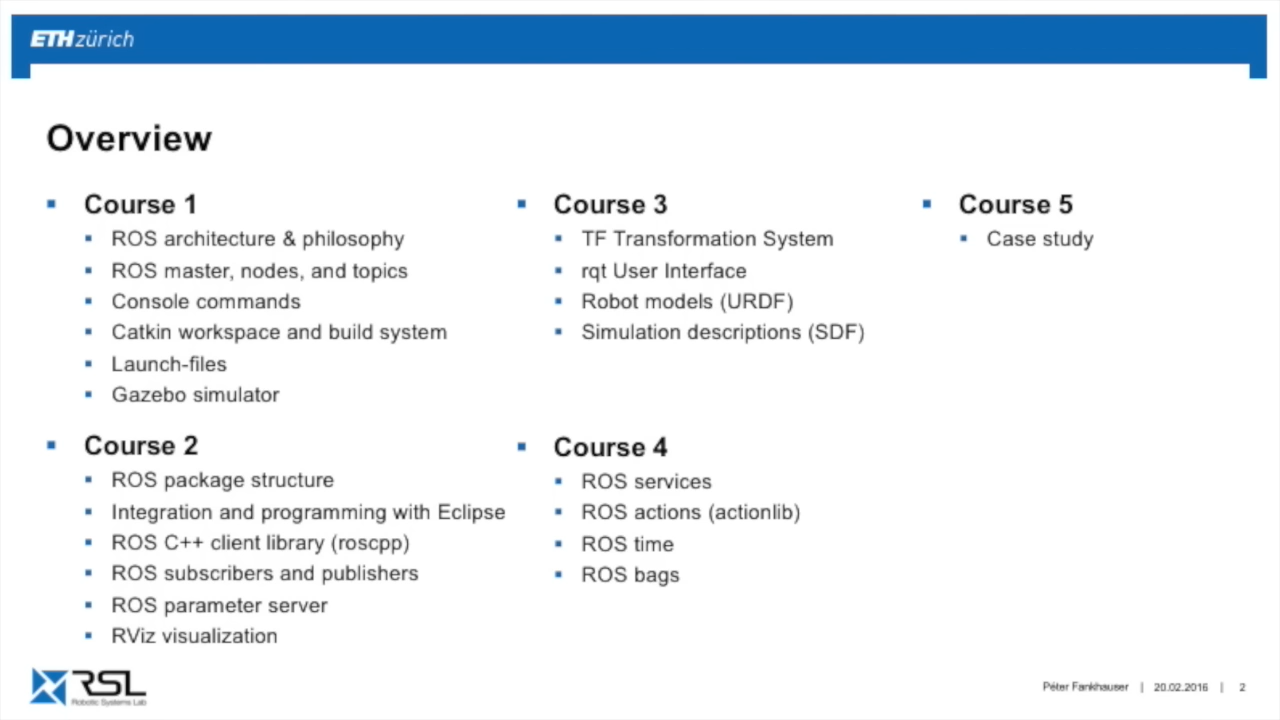 ETH zürich
Overview
Course 1
ROS architecture & philosophy
ROS master, nodes, and topics
Console commands
Catkin workspace and build system
Launch-files
Gazebo simulator
Course 2
ROS package structure
Integration and programming with Eclipse
ROS C++ client library (roscpp)
ROS subscribers and publishers
ROS parameter server
RViz visualization
Course 3
TF Transformation System
rqt User Interface
Robot models (URDF)
Simulation descriptions (SDF)
Course 4
ROS services
ROS actions (actionlib)
ROS time
ROS bags
Course 5
Case study
RSL
Robotic Systems Lab
Péter Fankhauser | 20.02.2016 | 2